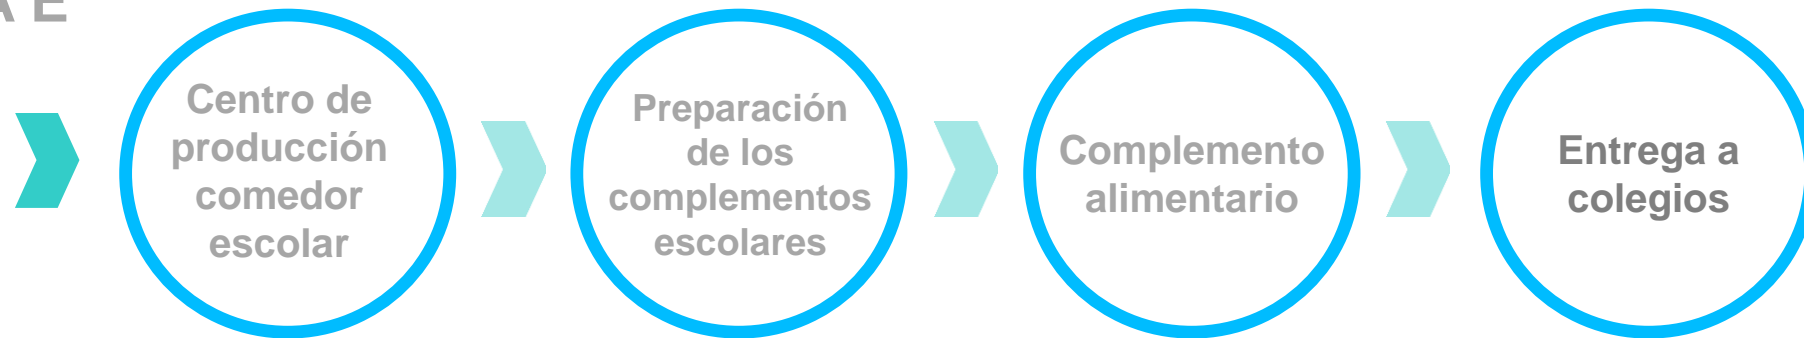 A E
Centro de
producción
comedor
escolar
Preparación
de los
complementos
escolares
Complemento
alimentario
Entrega a
colegios